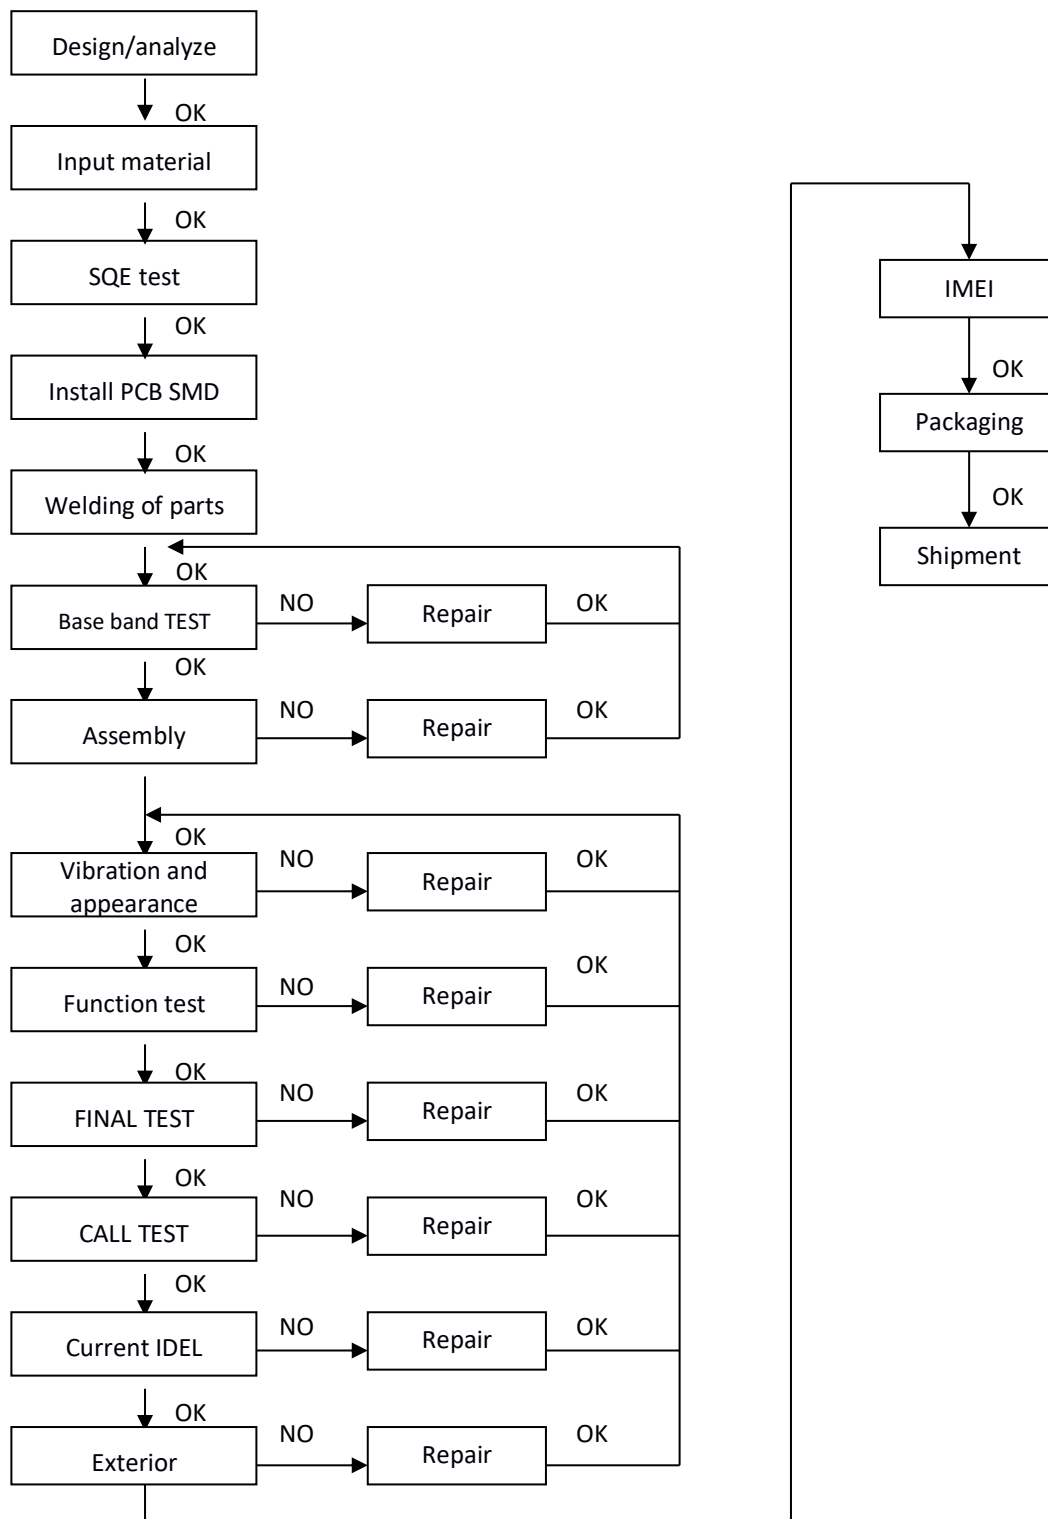 Design/analyze
OK
Input material
OK
SQE test
OK
Install PCB SMD
OK
Welding of parts
OK
Base band TEST
NO
Repair
OK
OK
Assembly
NO
Repair
OK
OK
Vibration and
appearance
NO
Repair
OK
OK
Function test
NO
Repair
OK
OK
FINAL TEST
NO
Repair
OK
OK
CALL TEST
NO
Repair
OK
OK
Current IDEL
NO
Repair
OK
OK
Exterior
NO
Repair
OK
IMEI
OK
Packaging
OK
Shipment